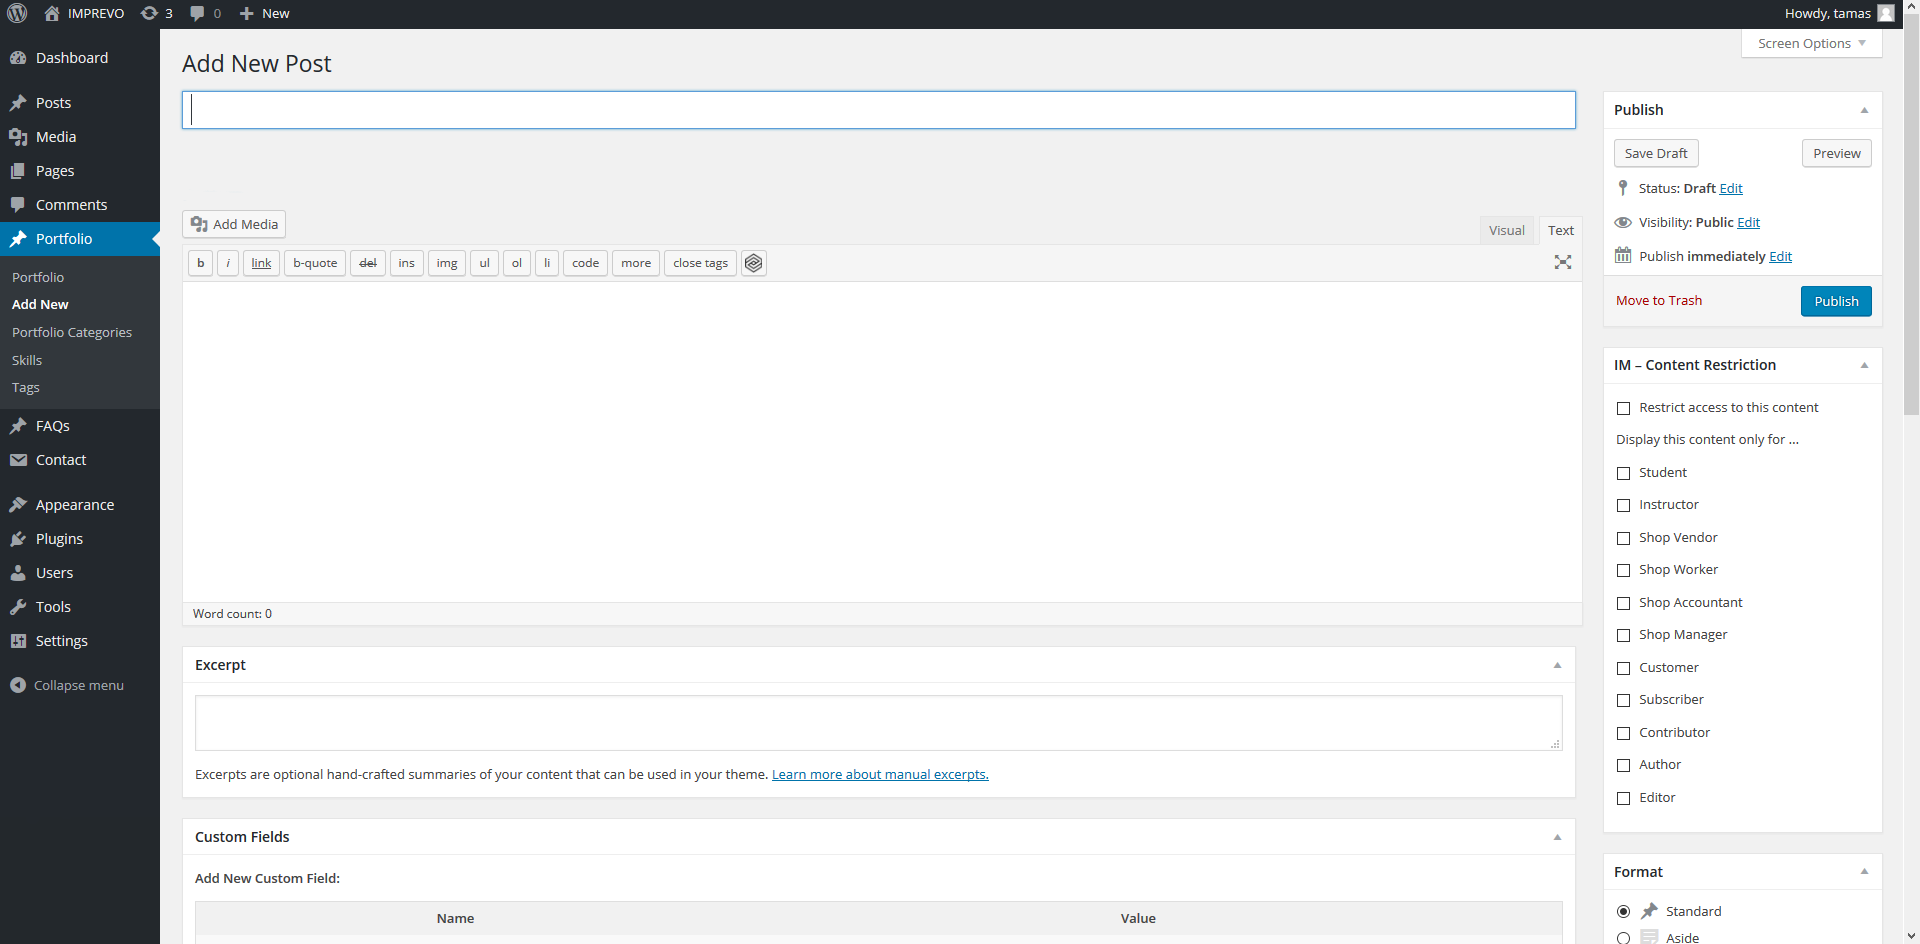 IMPREVO 3 0 New Howdy, tamas
Screen Options
Dashboard
Posts
Media
Pages
Comments
Portfolio
Portfolio
Add New
Portfolio Categories
Skills
Tags
FAQs
Contact
Appearance
Plugins
Users
Tools
Settings
Collapse menu
Add New Post
Add Media
Visual Text
b i link b-quote del ins img ul ol li code more close tags
Word count: 0
Excerpt
Excerpts are optional hand-crafted summaries of your content that can be used in your theme. Learn more about manual excerpts.
Custom Fields
Add New Custom Field:
Name Value
Publish
Save Draft Preview
Status: Draft Edit
Visibility: Public Edit
Publish immediately Edit
Move to Trash Publish
IM – Content Restriction
Restrict access to this content
Display this content only for ...
Student
Instructor
Shop Vendor
Shop Worker
Shop Accountant
Shop Manager
Customer
Subscriber
Contributor
Author
Editor
Format
Standard
Aside